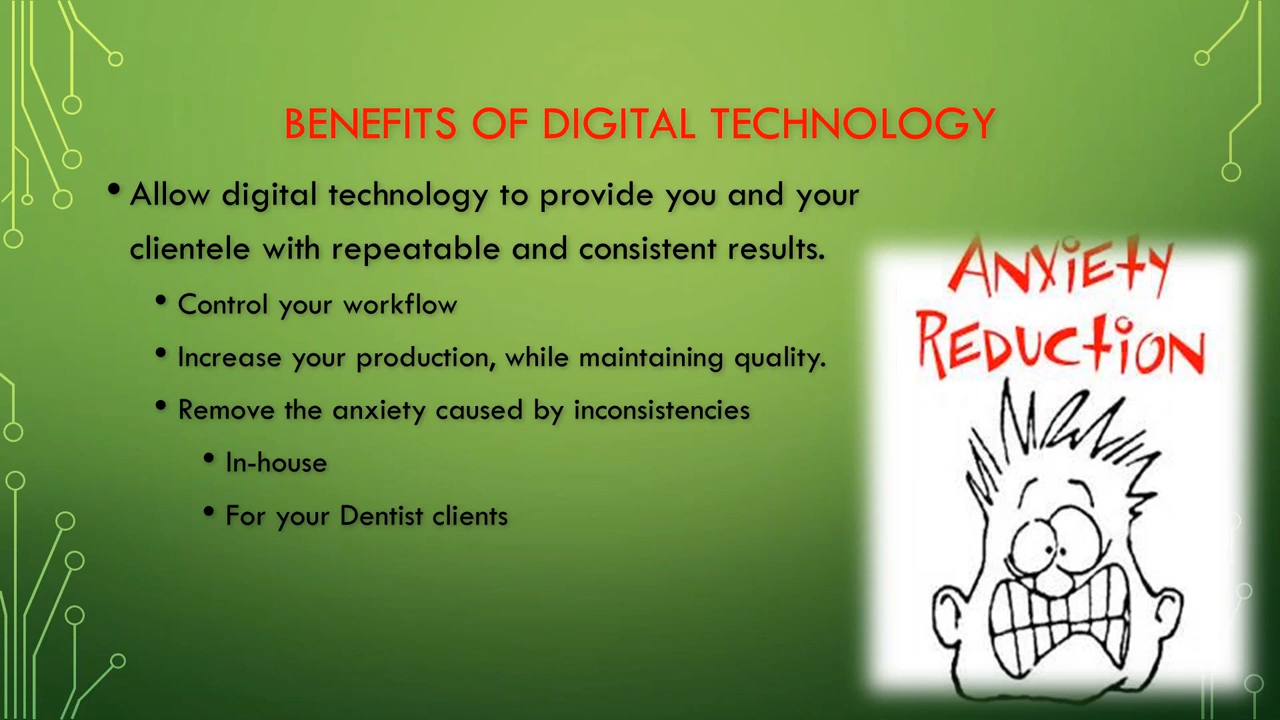 BENEFITS OF DIGITAL TECHNOLOGY
• Allow digital technology to provide you and your
clientele with repeatable and consistent results.
• Control your workflow
• Increase your production, while maintaining quality.
• Remove the anxiety caused by inconsistencies
• In-house
• For your Dentist clients
ANXiEtY
REDUCtiON